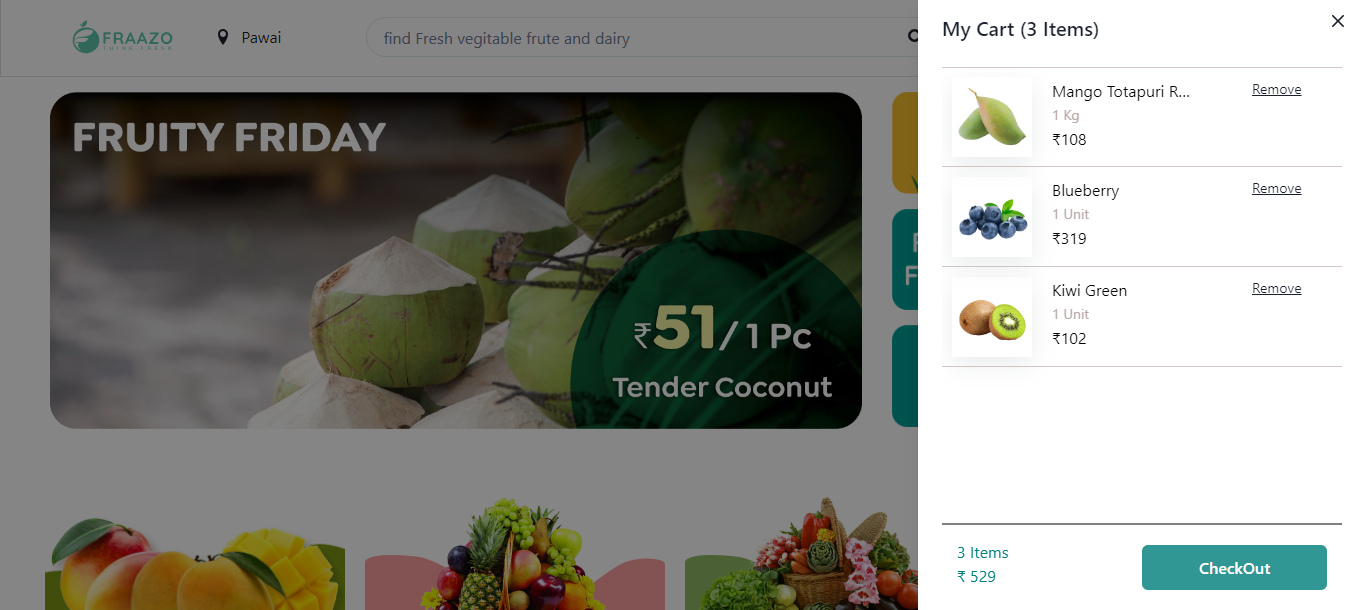 FRAAZO
THINK FRESH
Pawai
find Fresh vegitable frute and dairy
FRUITY FRIDAY
₹51/1 Pc
Tender Coconut
My Cart (3 Items)
Mango Totapuri R...
Remove
1 Kg
₹108
Blueberry
Remove
1 Unit
₹319
Kiwi Green
Remove
1 Unit
₹102
3 Items
₹ 529
CheckOut